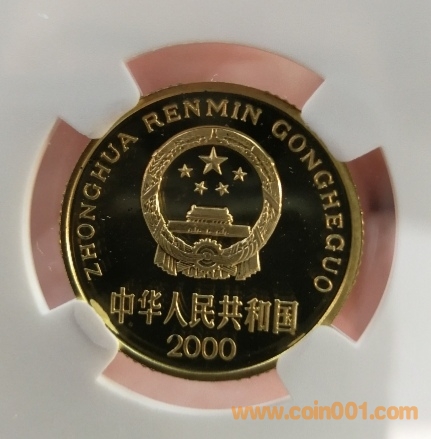 ZHONGHUA RENMIN GONGHEGUO
中华人民共和国
2000
www.coin001.com